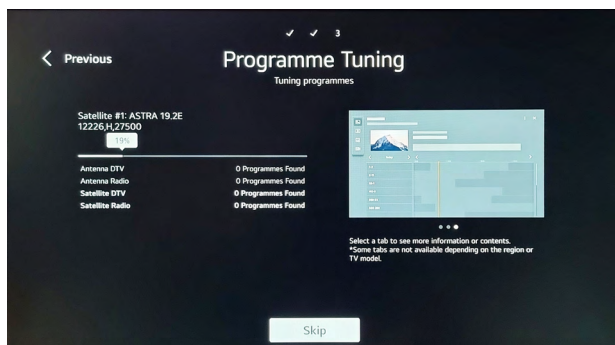 ✓ ✓ 3
Previous
Programme Tuning
Tuning programmes
Satellite #1: ASTRA 19.2E
12226,H,27500
19%
Antenna DTV 0 Programmes Found
Antenna Radio 0 Programmes Found
Satellite DTV 0 Programmes Found
Satellite Radio 0 Programmes Found
Select a tab to see more information or contents.
*Some tabs are not available depending on the region or
TV model.
Skip